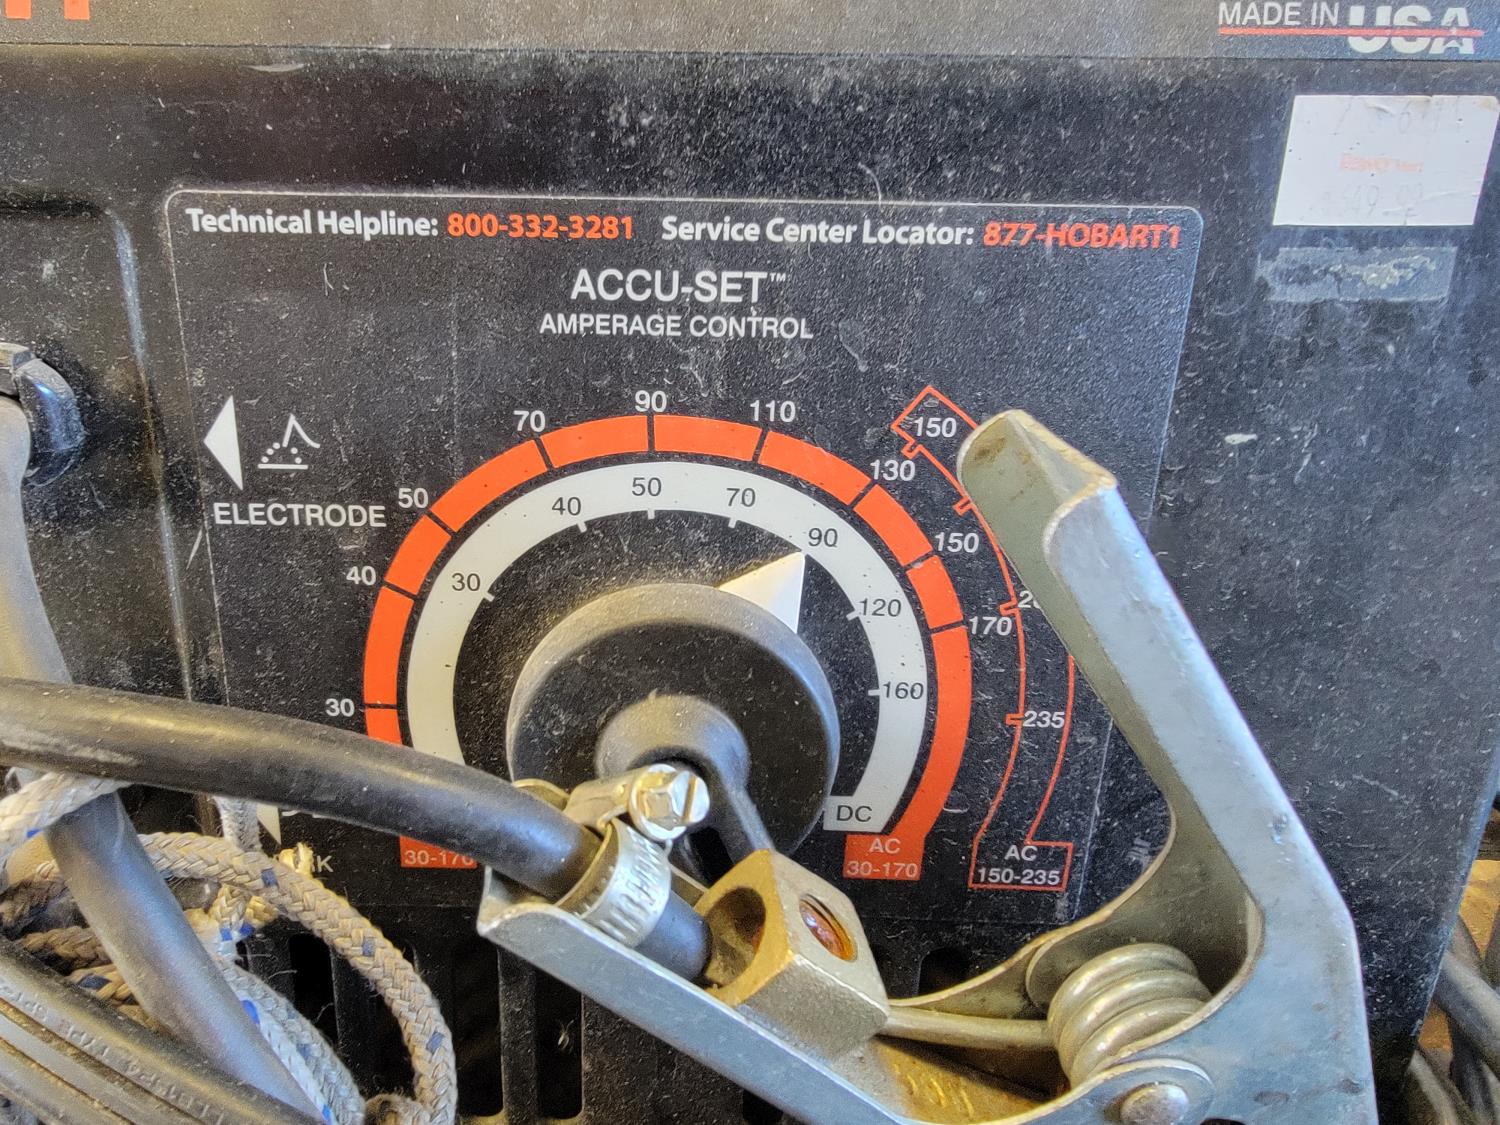 MADE IN USA
Technical Helpline: 800-332-3281 Service Center Locator: 877-HOBART1
ACCU-SET™
AMPERAGE CONTROL
ELECTRODE
30
40
50
70
90
110
130
150
170
30
40
50
70
90
120
160
DC
150
235
AC
30-170
AC
150-235
30-170